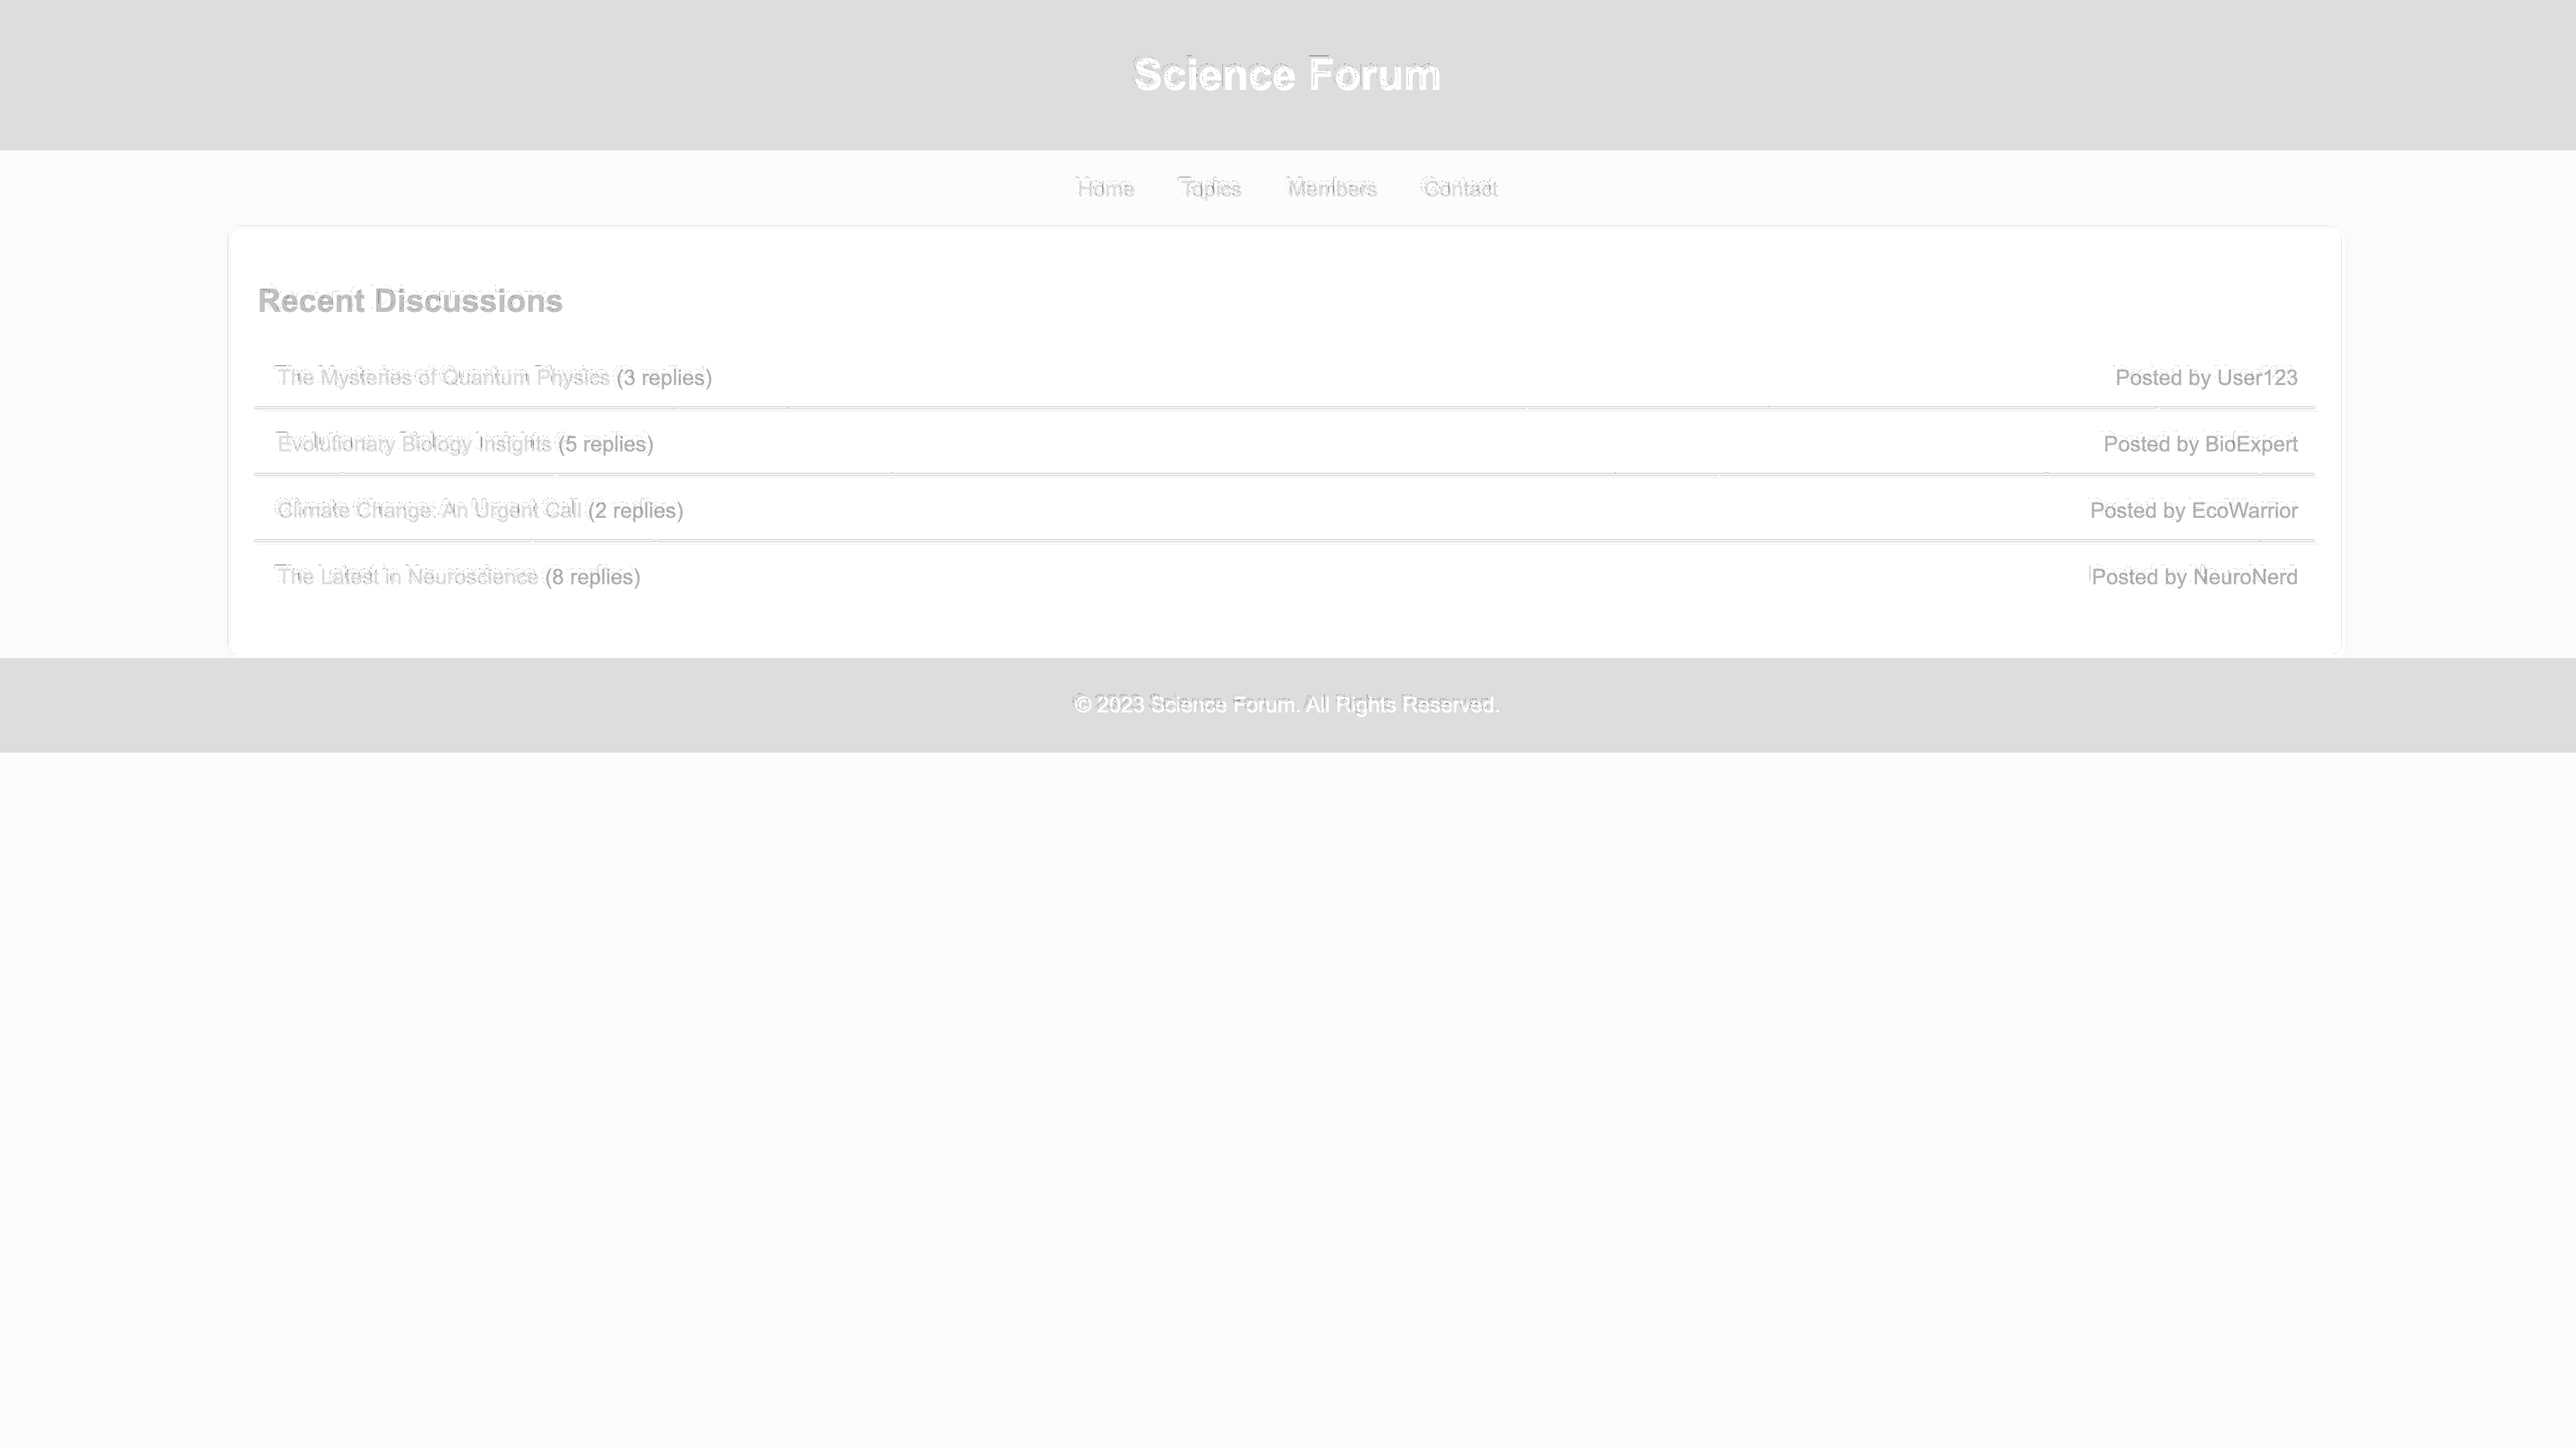 Science Forum
Home Topics Members Contact
Recent Discussions
The Mysteries of Quantum Physics (3 replies) Posted by User123
Evolutionary Biology Insights (5 replies) Posted by BioExpert
Climate Change: An Urgent Call (2 replies) Posted by EcoWarrior
The Latest in Neuroscience (8 replies) Posted by NeuroNerd
© 2023 Science Forum. All Rights Reserved.